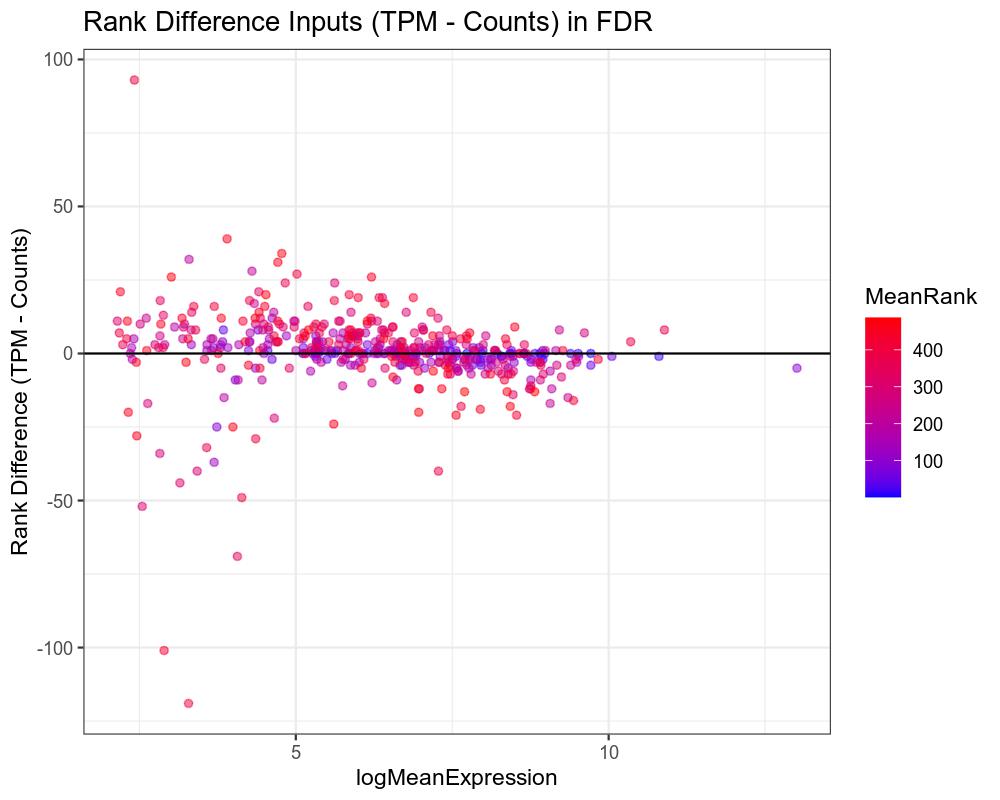 Rank Difference Inputs (TPM - Counts) in FDR
Rank Difference (TPM - Counts)
100
50
0
-50
-100
5
10
logMeanExpression
MeanRank
400
300
200
100